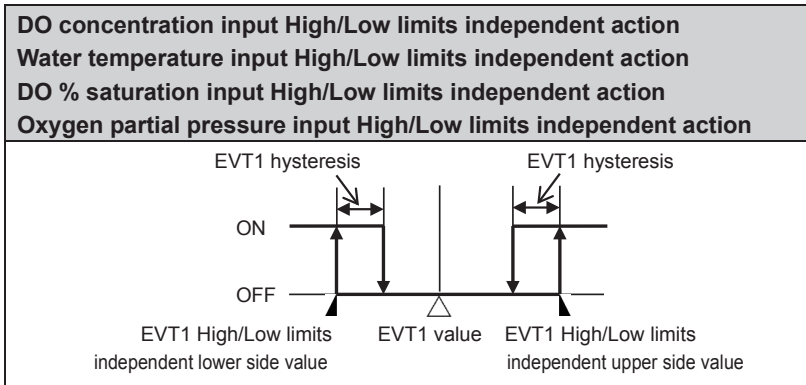 DO concentration input High/Low limits independent action
Water temperature input High/Low limits independent action
DO % saturation input High/Low limits independent action
Oxygen partial pressure input High/Low limits independent action
EVT1 hysteresis EVT1 hysteresis
ON
OFF
EVT1 High/Low limits EVT1 value EVT1 High/Low limits
independent lower side value independent upper side value